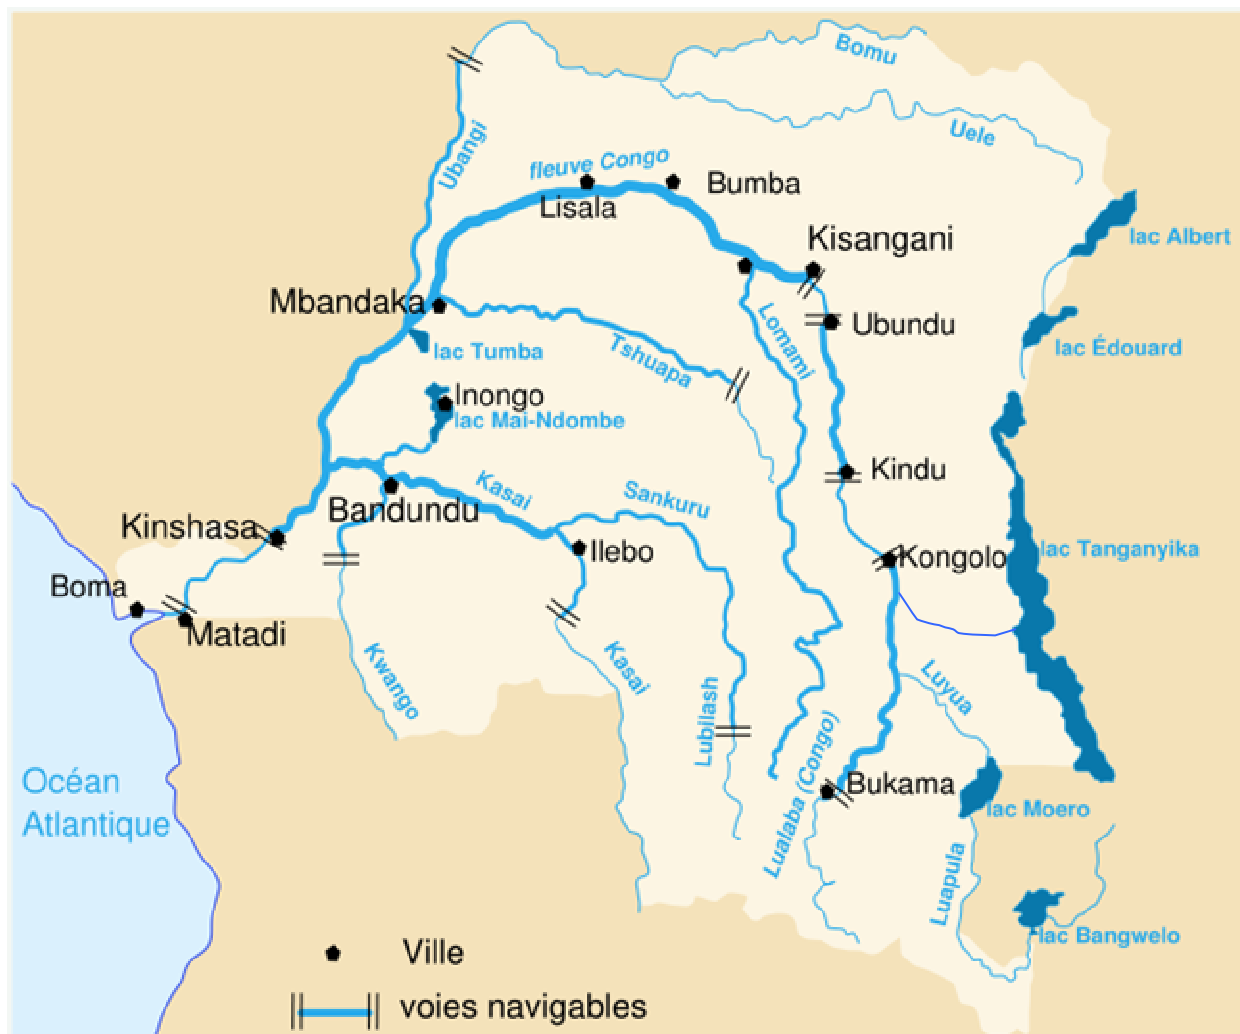 Bomu
Uele
Ubangi
fleuve Congo
Bumba
Lisala
Kisangani
lac Albert
Mbandaka
Ubundu
Lomami
lac Édouard
lac Tumba
Tshuapa
Inongo
lac Mai-Ndombe
Kindu
Kasai
Sankuru
Bandundu
Kinshasa
Ilebo
Kongolo
lac Tanganyika
Boma
Matadi
Kwango
Kasai
Lubilash
Luyua
Lualaba (Congo)
Bukama
Océan
Atlantique
lac Moero
Luapula
lac Bangwelo
Ville
voies navigables